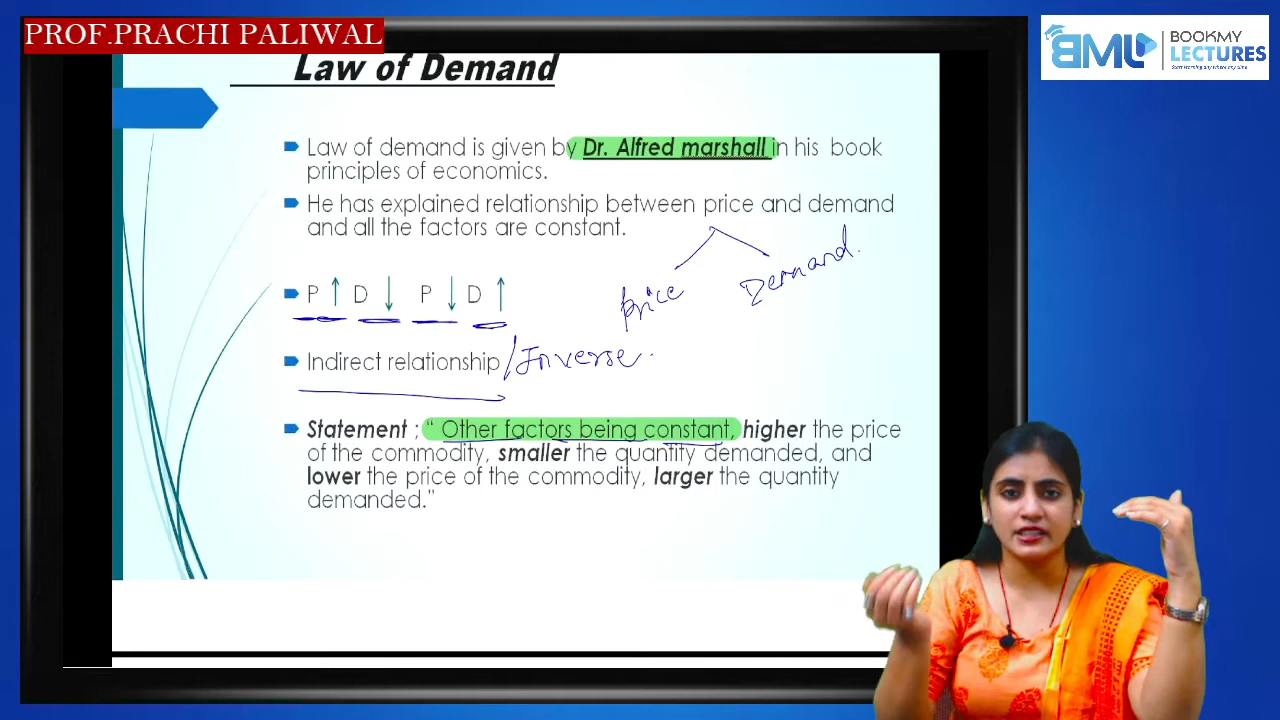 PROF.PRACHI PALIWAL
BML
BOOKMY
LECTURES
Law of Demand
Law of demand is given by Dr. Alfred marshall in his book
principles of economics.
He has explained relationship between price and demand
and all the factors are constant.
Price Demand.
P ↑ D ↓ P ↓ D ↑
Indirect relationship / Inverse.
Statement ; " Other factors being constant, higher the price
of the commodity, smaller the quantity demanded, and
lower the price of the commodity, larger the quantity
demanded."